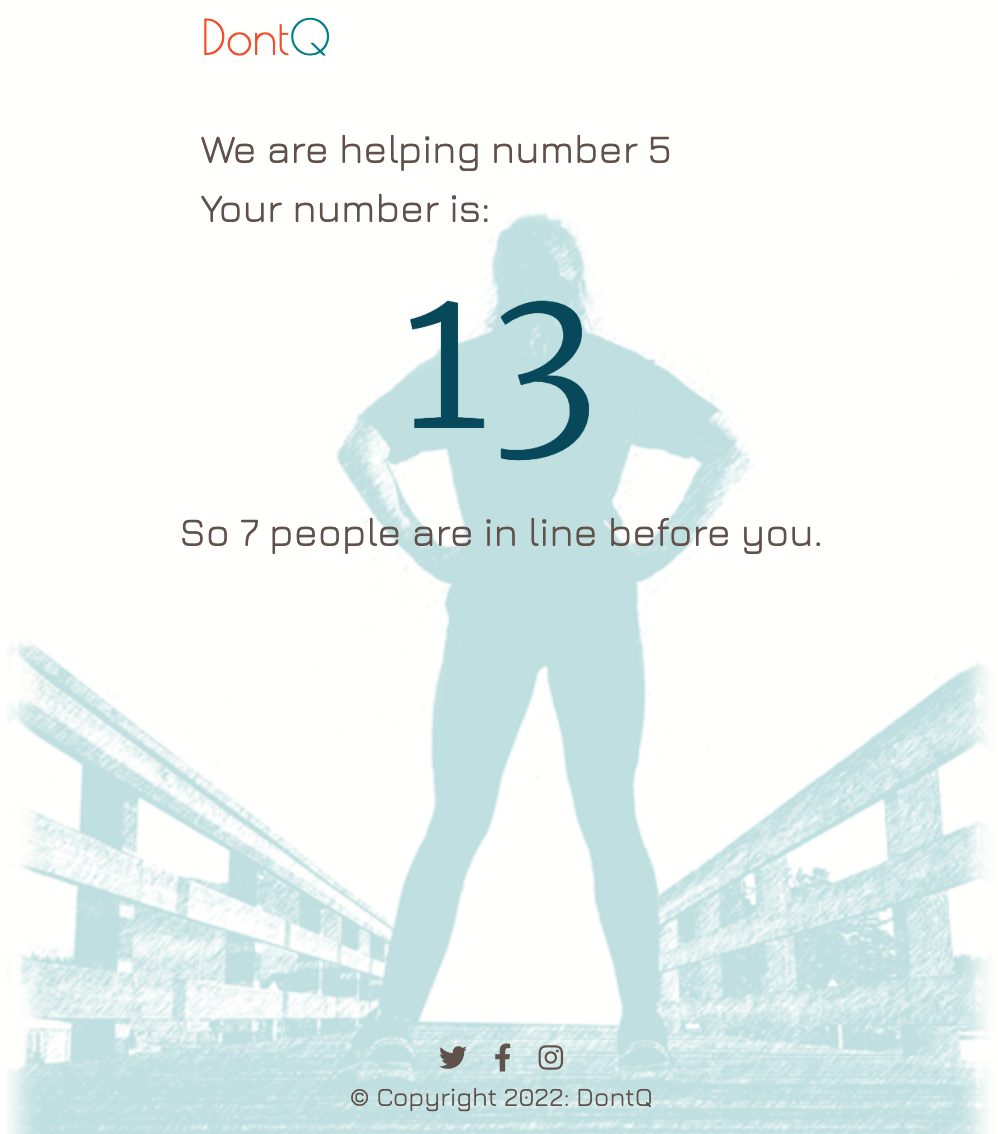 DontQ
We are helping number 5
Your number is:
13
So 7 people are in line before you.
© Copyright 2022: DontQ